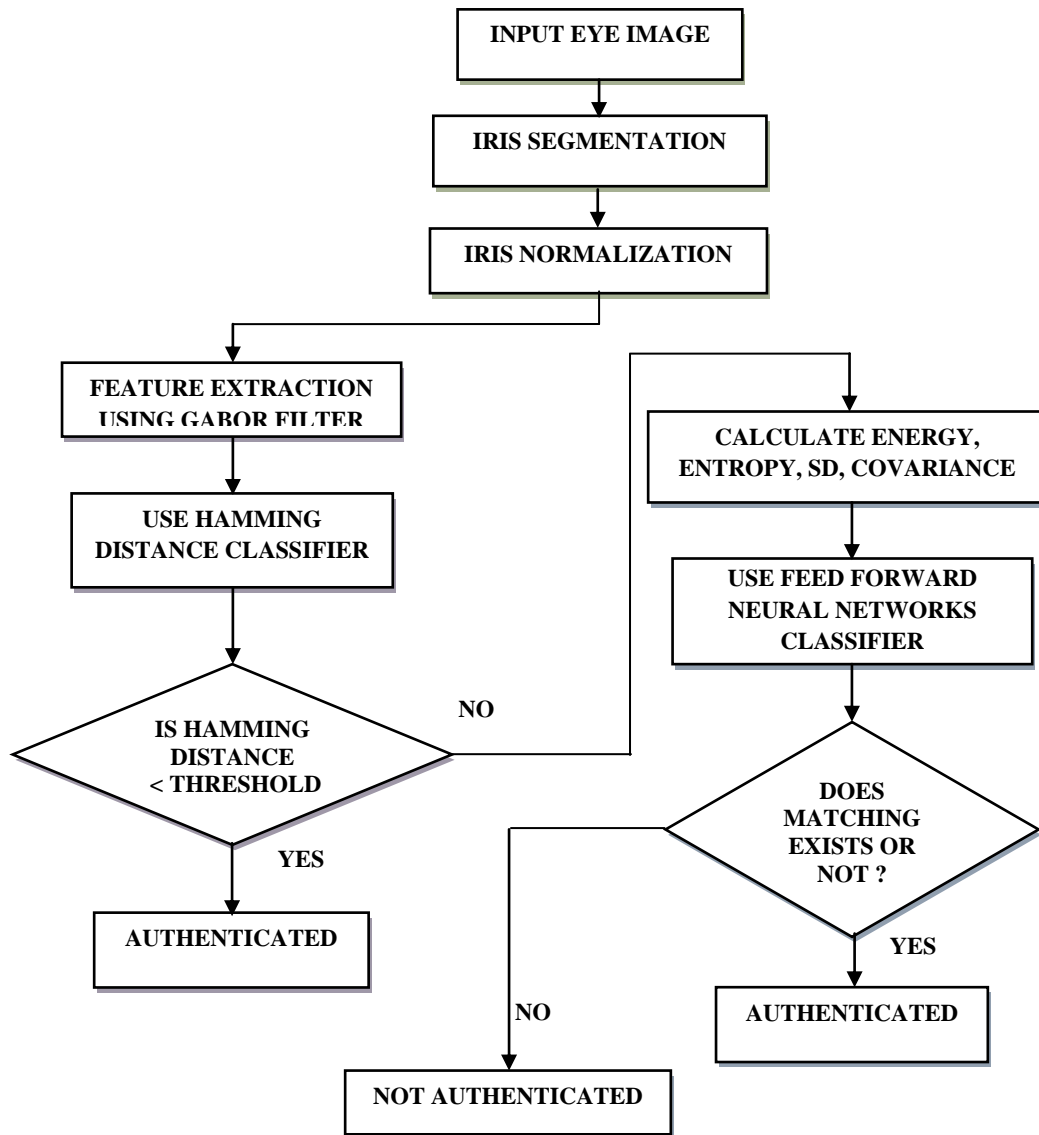 INPUT EYE IMAGE
IRIS SEGMENTATION
IRIS NORMALIZATION
FEATURE EXTRACTION
USING GABOR FILTER
USE HAMMING
DISTANCE CLASSIFIER
IS HAMMING
DISTANCE
< THRESHOLD
NO
YES
AUTHENTICATED
CALCULATE ENERGY,
ENTROPY, SD, COVARIANCE
USE FEED FORWARD
NEURAL NETWORKS
CLASSIFIER
DOES
MATCHING
EXISTS OR
NOT ?
YES
AUTHENTICATED
NO
NOT AUTHENTICATED